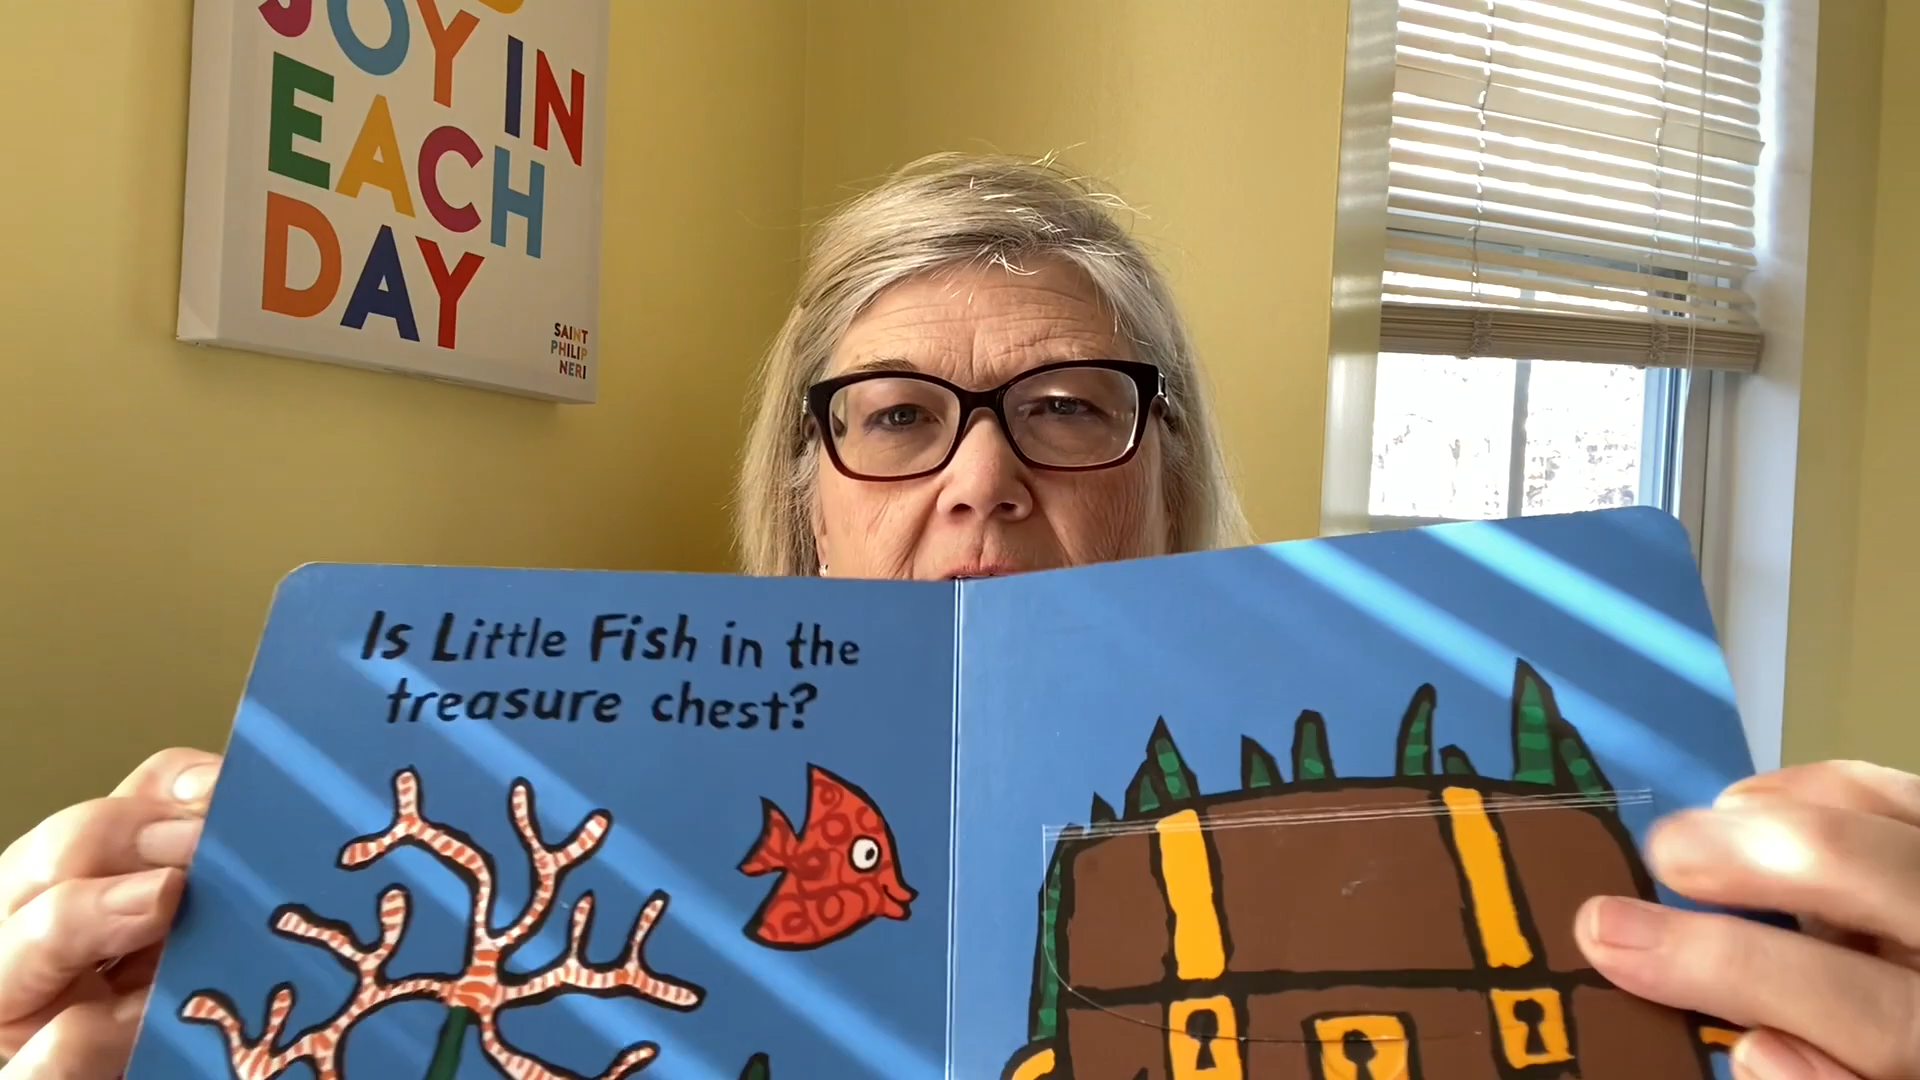 JOY IN
EACH
DAY
SAINT
PHILIP
NERI
Is Little Fish in the
treasure chest?